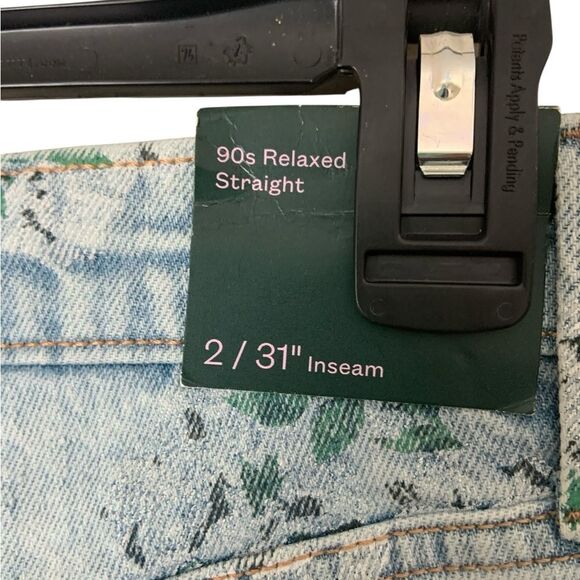 90s Relaxed
Straight
2 / 31" Inseam
Patents Apply & Pending